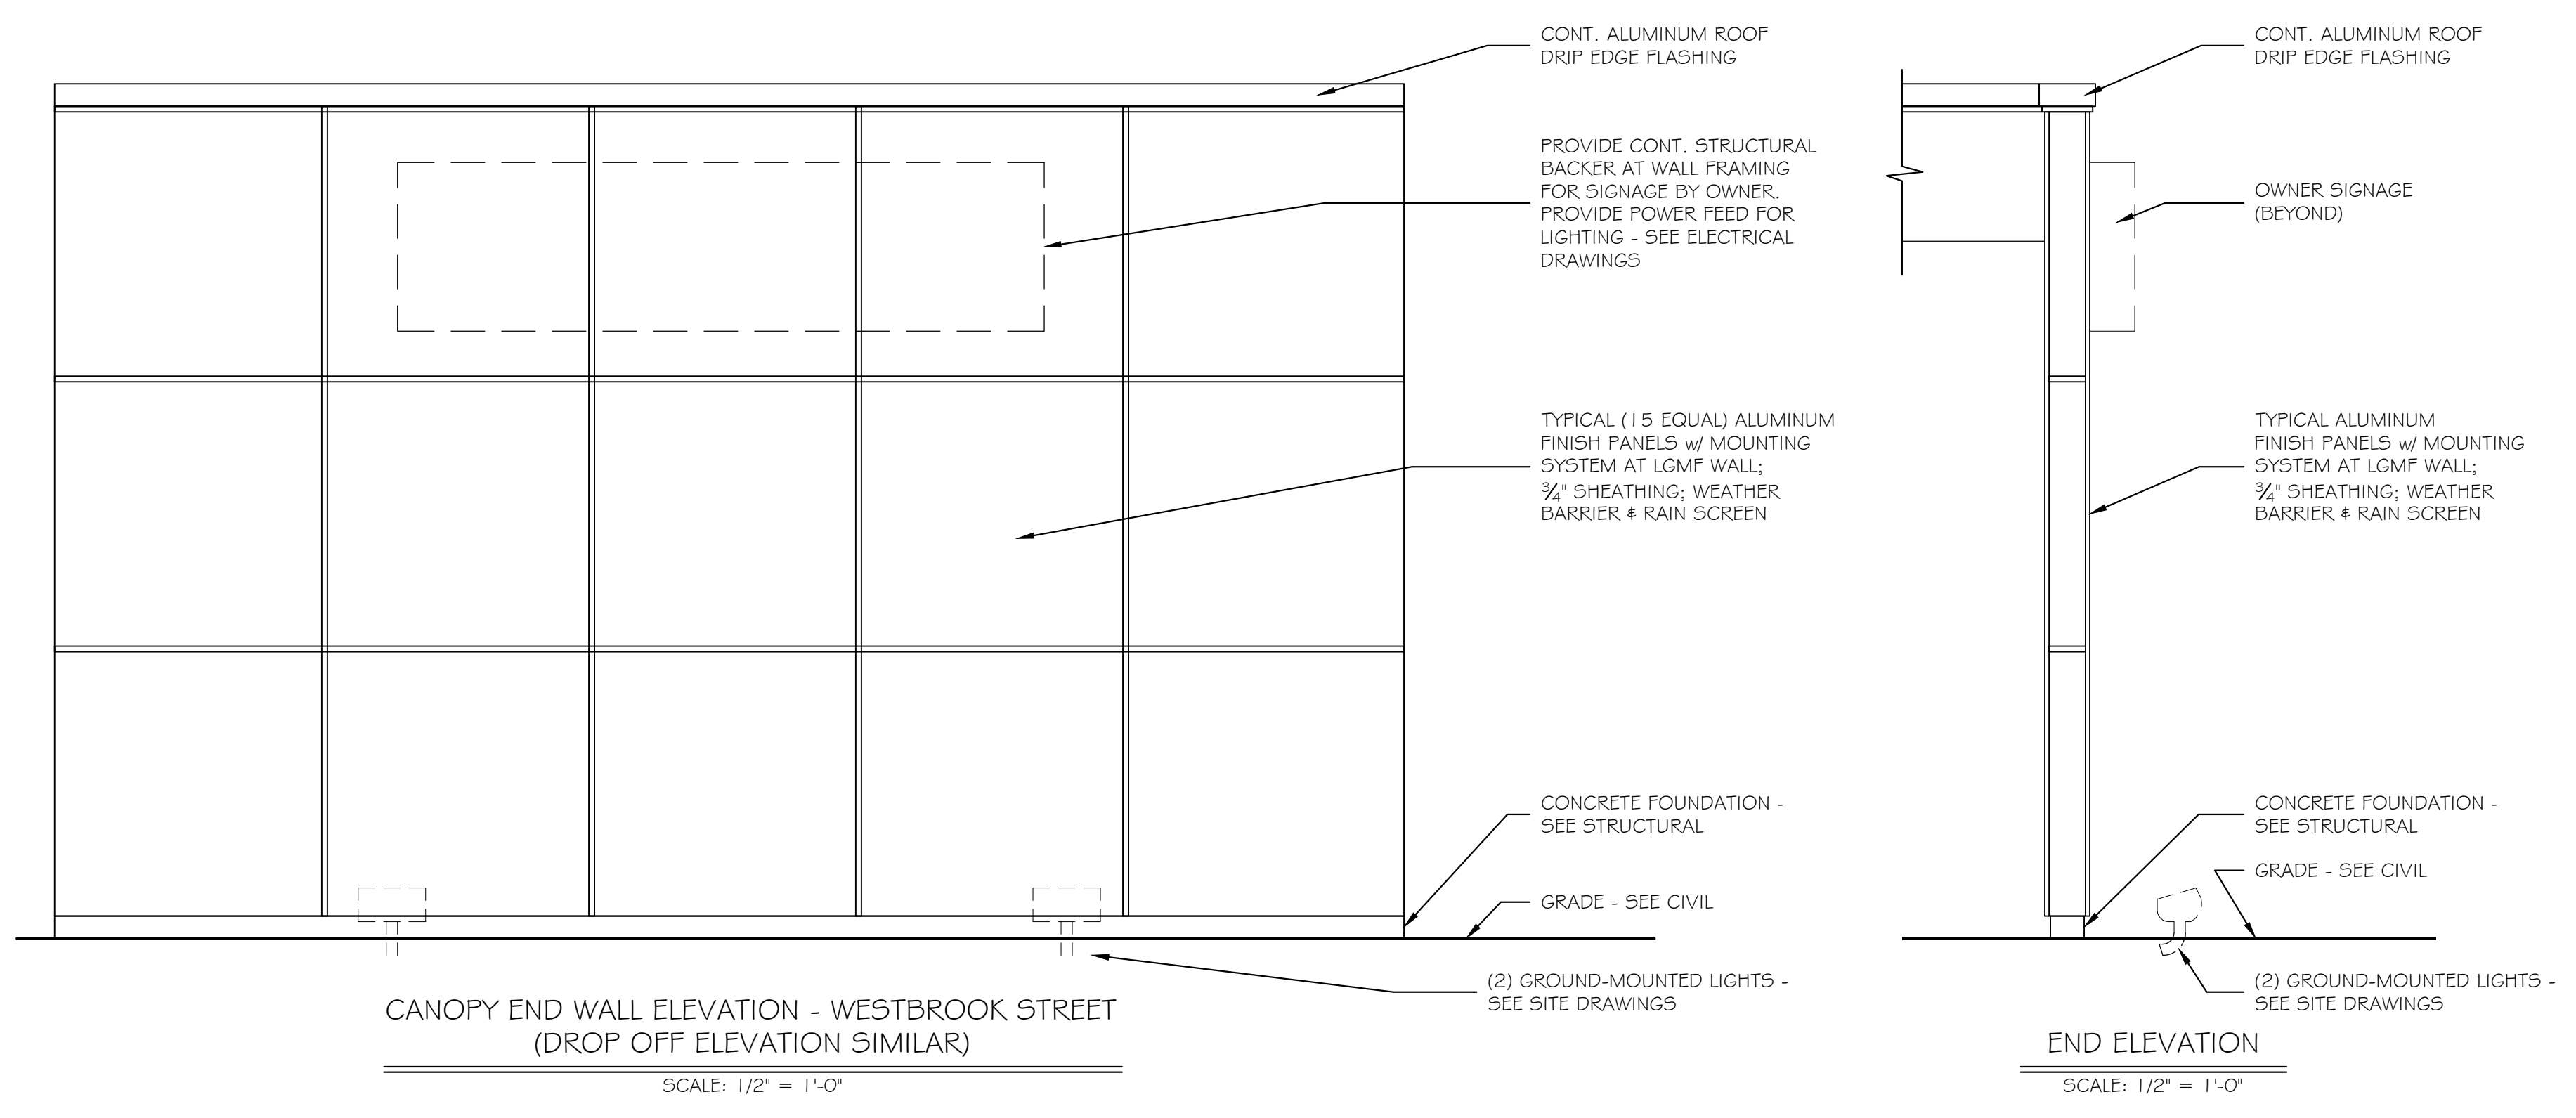 CONT. ALUMINUM ROOF
DRIP EDGE FLASHING
PROVIDE CONT. STRUCTURAL
BACKER AT WALL FRAMING
FOR SIGNAGE BY OWNER.
PROVIDE POWER FEED FOR
LIGHTING - SEE ELECTRICAL
DRAWINGS
TYPICAL (15 EQUAL) ALUMINUM
FINISH PANELS w/ MOUNTING
SYSTEM AT LGMF WALL;
3/4" SHEATHING; WEATHER
BARRIER & RAIN SCREEN
CONCRETE FOUNDATION -
SEE STRUCTURAL
GRADE - SEE CIVIL
(2) GROUND-MOUNTED LIGHTS -
SEE SITE DRAWINGS
CANOPY END WALL ELEVATION - WESTBROOK STREET
(DROP OFF ELEVATION SIMILAR)
SCALE: 1/2" = 1'-0"
CONT. ALUMINUM ROOF
DRIP EDGE FLASHING
OWNER SIGNAGE
(BEYOND)
TYPICAL ALUMINUM
FINISH PANELS w/ MOUNTING
SYSTEM AT LGMF WALL;
3/4" SHEATHING; WEATHER
BARRIER & RAIN SCREEN
CONCRETE FOUNDATION -
SEE STRUCTURAL
GRADE - SEE CIVIL
(2) GROUND-MOUNTED LIGHTS -
SEE SITE DRAWINGS
END ELEVATION
SCALE: 1/2" = 1'-0"